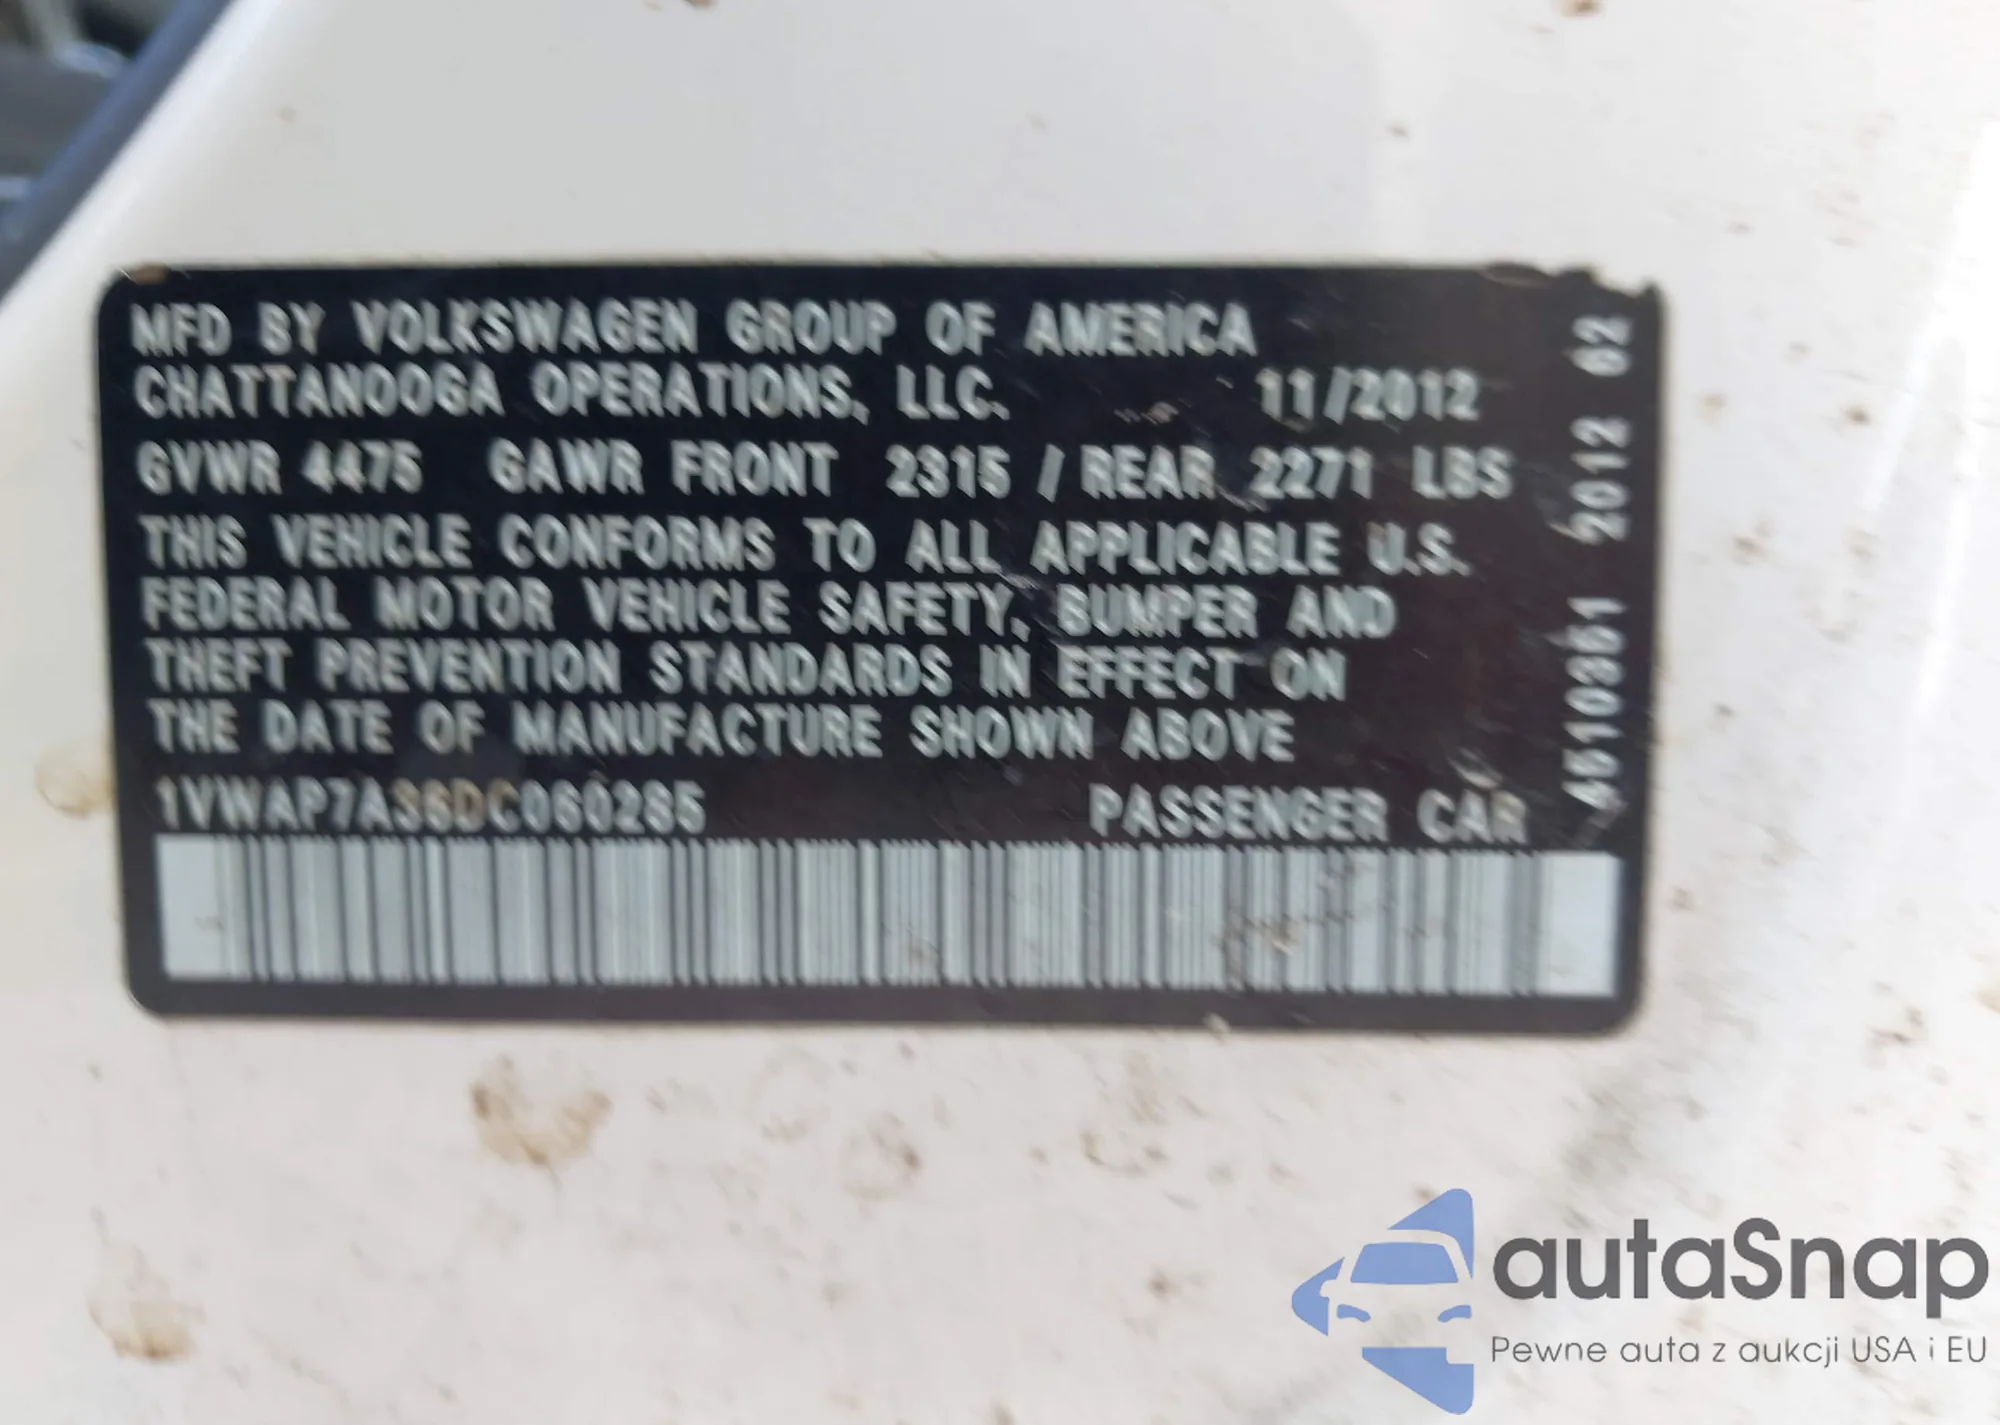 MFD BY VOLKSWAGEN GROUP OF AMERICA
CHATTANOOGA OPERATIONS, LLC. 11/2012
GVWR 4475 GAWR FRONT 2315 / REAR 2271 LBS
THIS VEHICLE CONFORMS TO ALL APPLICABLE U.S.
FEDERAL MOTOR VEHICLE SAFETY, BUMPER AND
THEFT PREVENTION STANDARDS IN EFFECT ON
THE DATE OF MANUFACTURE SHOWN ABOVE
1VWAP7A36DC060285 PASSENGER CAR
4510361 2012 62
autaSnap
Pewne auta z aukcji USA i EU